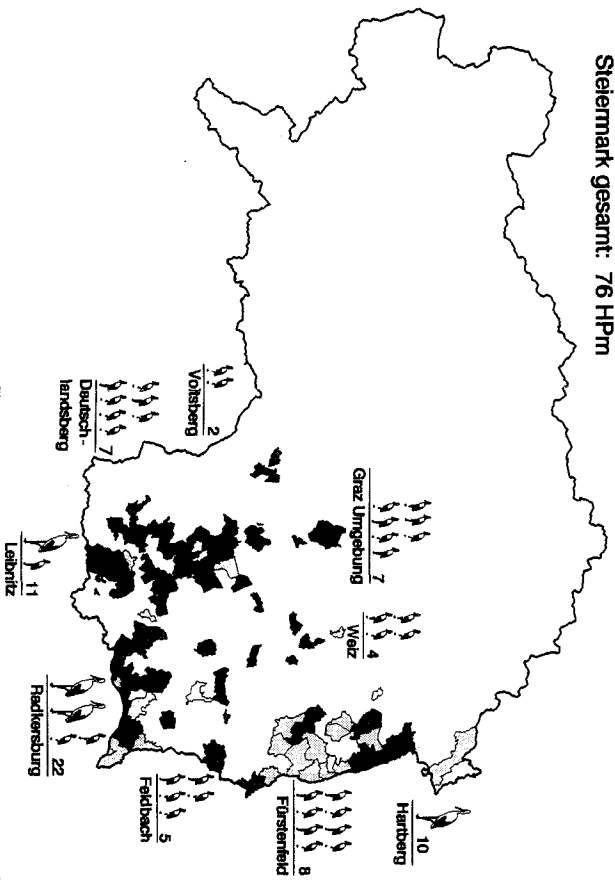 Steiermark gesamt: 76 HPm
Hartberg
10
Fürstenfeld
8
Weiz
4
Graz Umgebung
7
Feldbach
5
Voitsberg
2
Radkersburg
22
Deutsch-
landsberg
7
Leibnitz
11